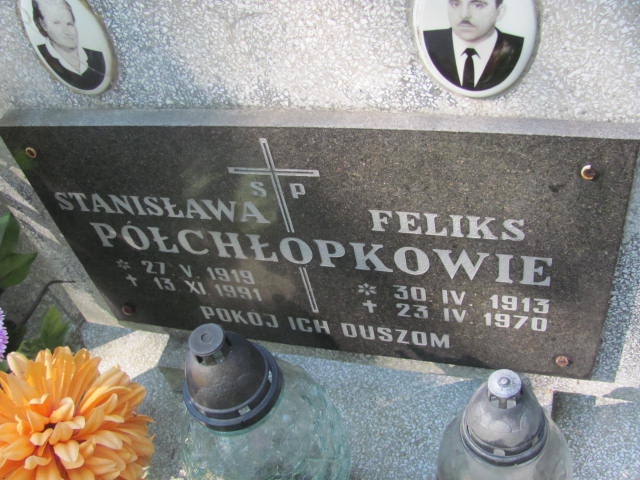 S P
STANISŁAWA FELIKS
PÓŁCHŁOPKOWIE
* 27 V. 1919 * 30 IV. 1913
+ 13 XI 1991 + 23 IV. 1970
POKÓJ ICH DUSZOM